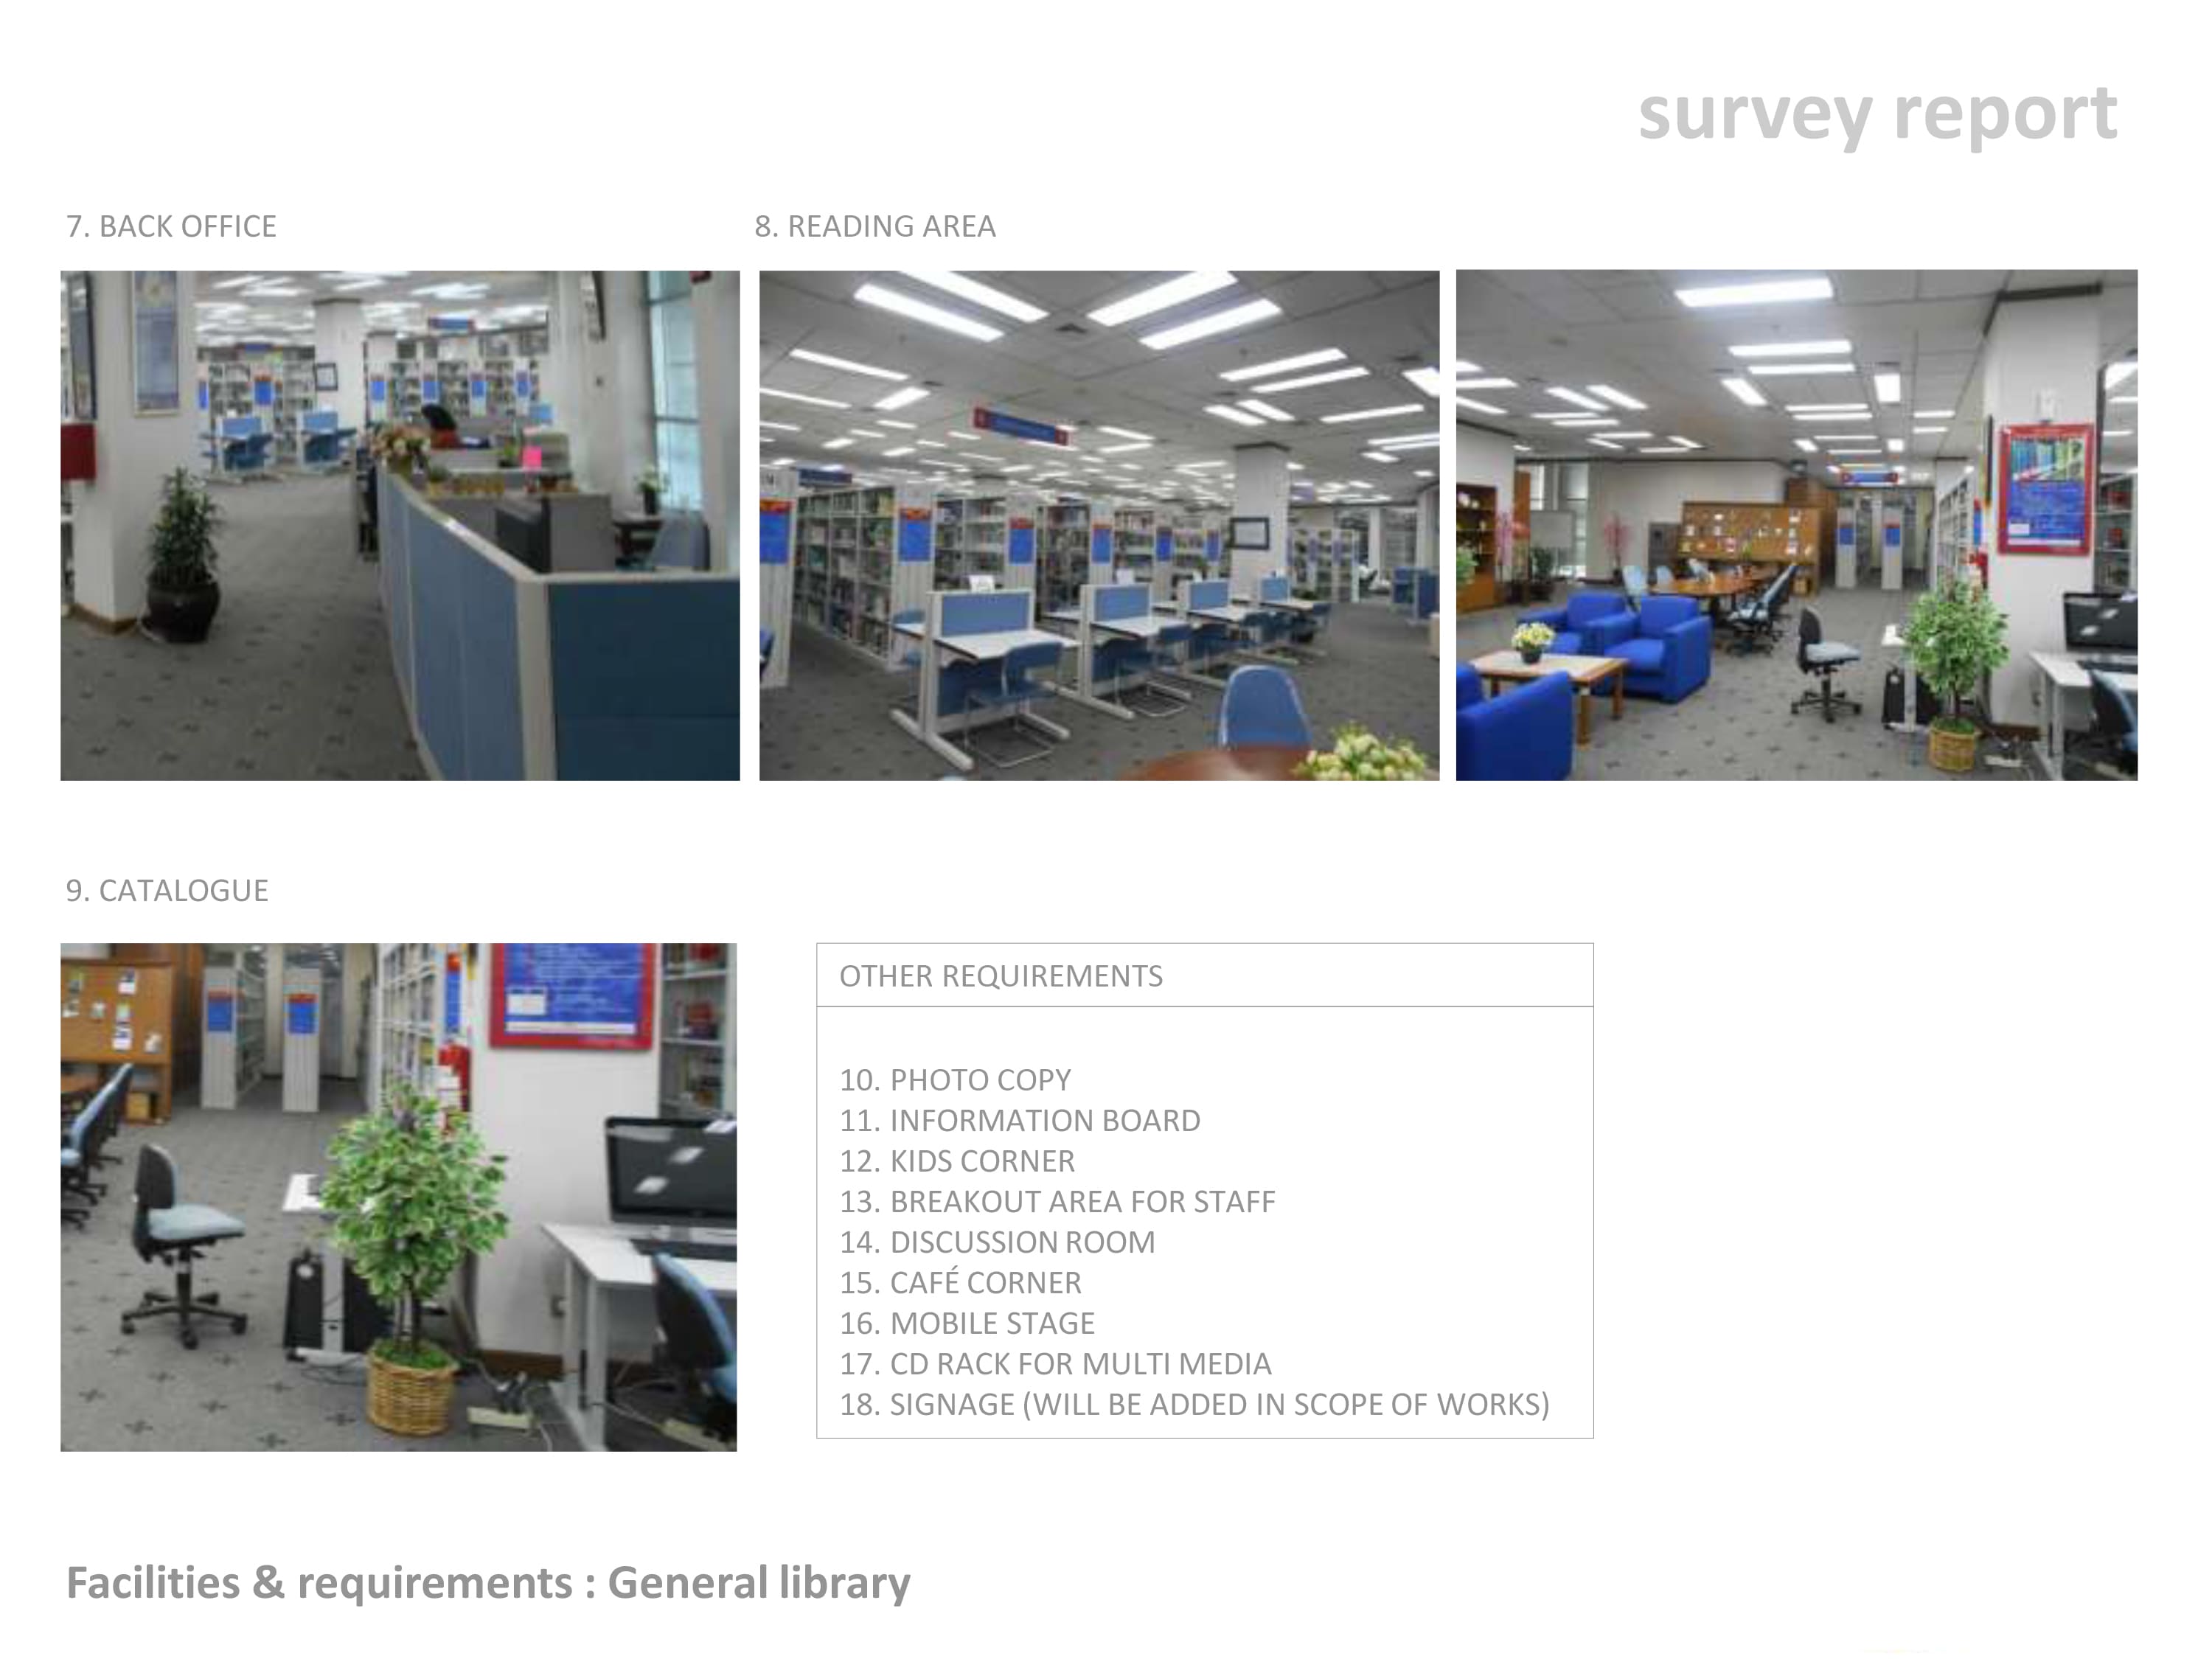 survey report
7. BACK OFFICE
8. READING AREA
9. CATALOGUE
OTHER REQUIREMENTS
10. PHOTO COPY
11. INFORMATION BOARD
12. KIDS CORNER
13. BREAKOUT AREA FOR STAFF
14. DISCUSSION ROOM
15. CAFÉ CORNER
16. MOBILE STAGE
17. CD RACK FOR MULTI MEDIA
18. SIGNAGE (WILL BE ADDED IN SCOPE OF WORKS)
Facilities & requirements : General library